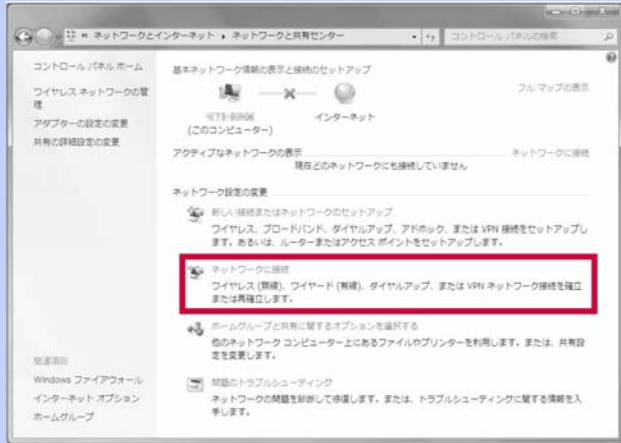 « ネットワークとインターネット ▸ ネットワークと共有センター
コントロール パネルの検索
コントロール パネル ホーム
ワイヤレス ネットワークの管
理
アダプターの設定の変更
共有の詳細設定の変更
基本ネットワーク情報の表示と接続のセットアップ
フル マップの表示
(このコンピューター)
インターネット
アクティブなネットワークの表示
ネットワークに接続
現在どのネットワークにも接続していません
ネットワーク設定の変更
新しい接続またはネットワークのセットアップ
ワイヤレス、ブロードバンド、ダイヤルアップ、アドホック、または VPN 接続をセットアップし
ます。あるいは、ルーターまたはアクセス ポイントをセットアップします。
ネットワークに接続
ワイヤレス (無線)、ワイヤード (有線)、ダイヤルアップ、または VPN ネットワーク接続を確立
または再確立します。
ホームグループと共有に関するオプションを選択する
他のネットワーク コンピューター上にあるファイルやプリンターを利用します。または、共有設
定を変更します。
問題のトラブルシューティング
ネットワークの問題を診断して修復します。または、トラブルシューティングに関する情報を入
手します。
関連項目
Windows ファイアウォール
インターネット オプション
ホームグループ